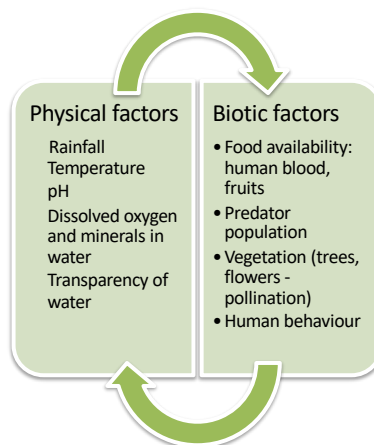 Physical factors
Rainfall
Temperature
pH
Dissolved oxygen
and minerals in
water
Transparency of
water
Biotic factors
• Food availability:
human blood,
fruits
• Predator
population
• Vegetation (trees,
flowers -
pollination)
• Human behaviour